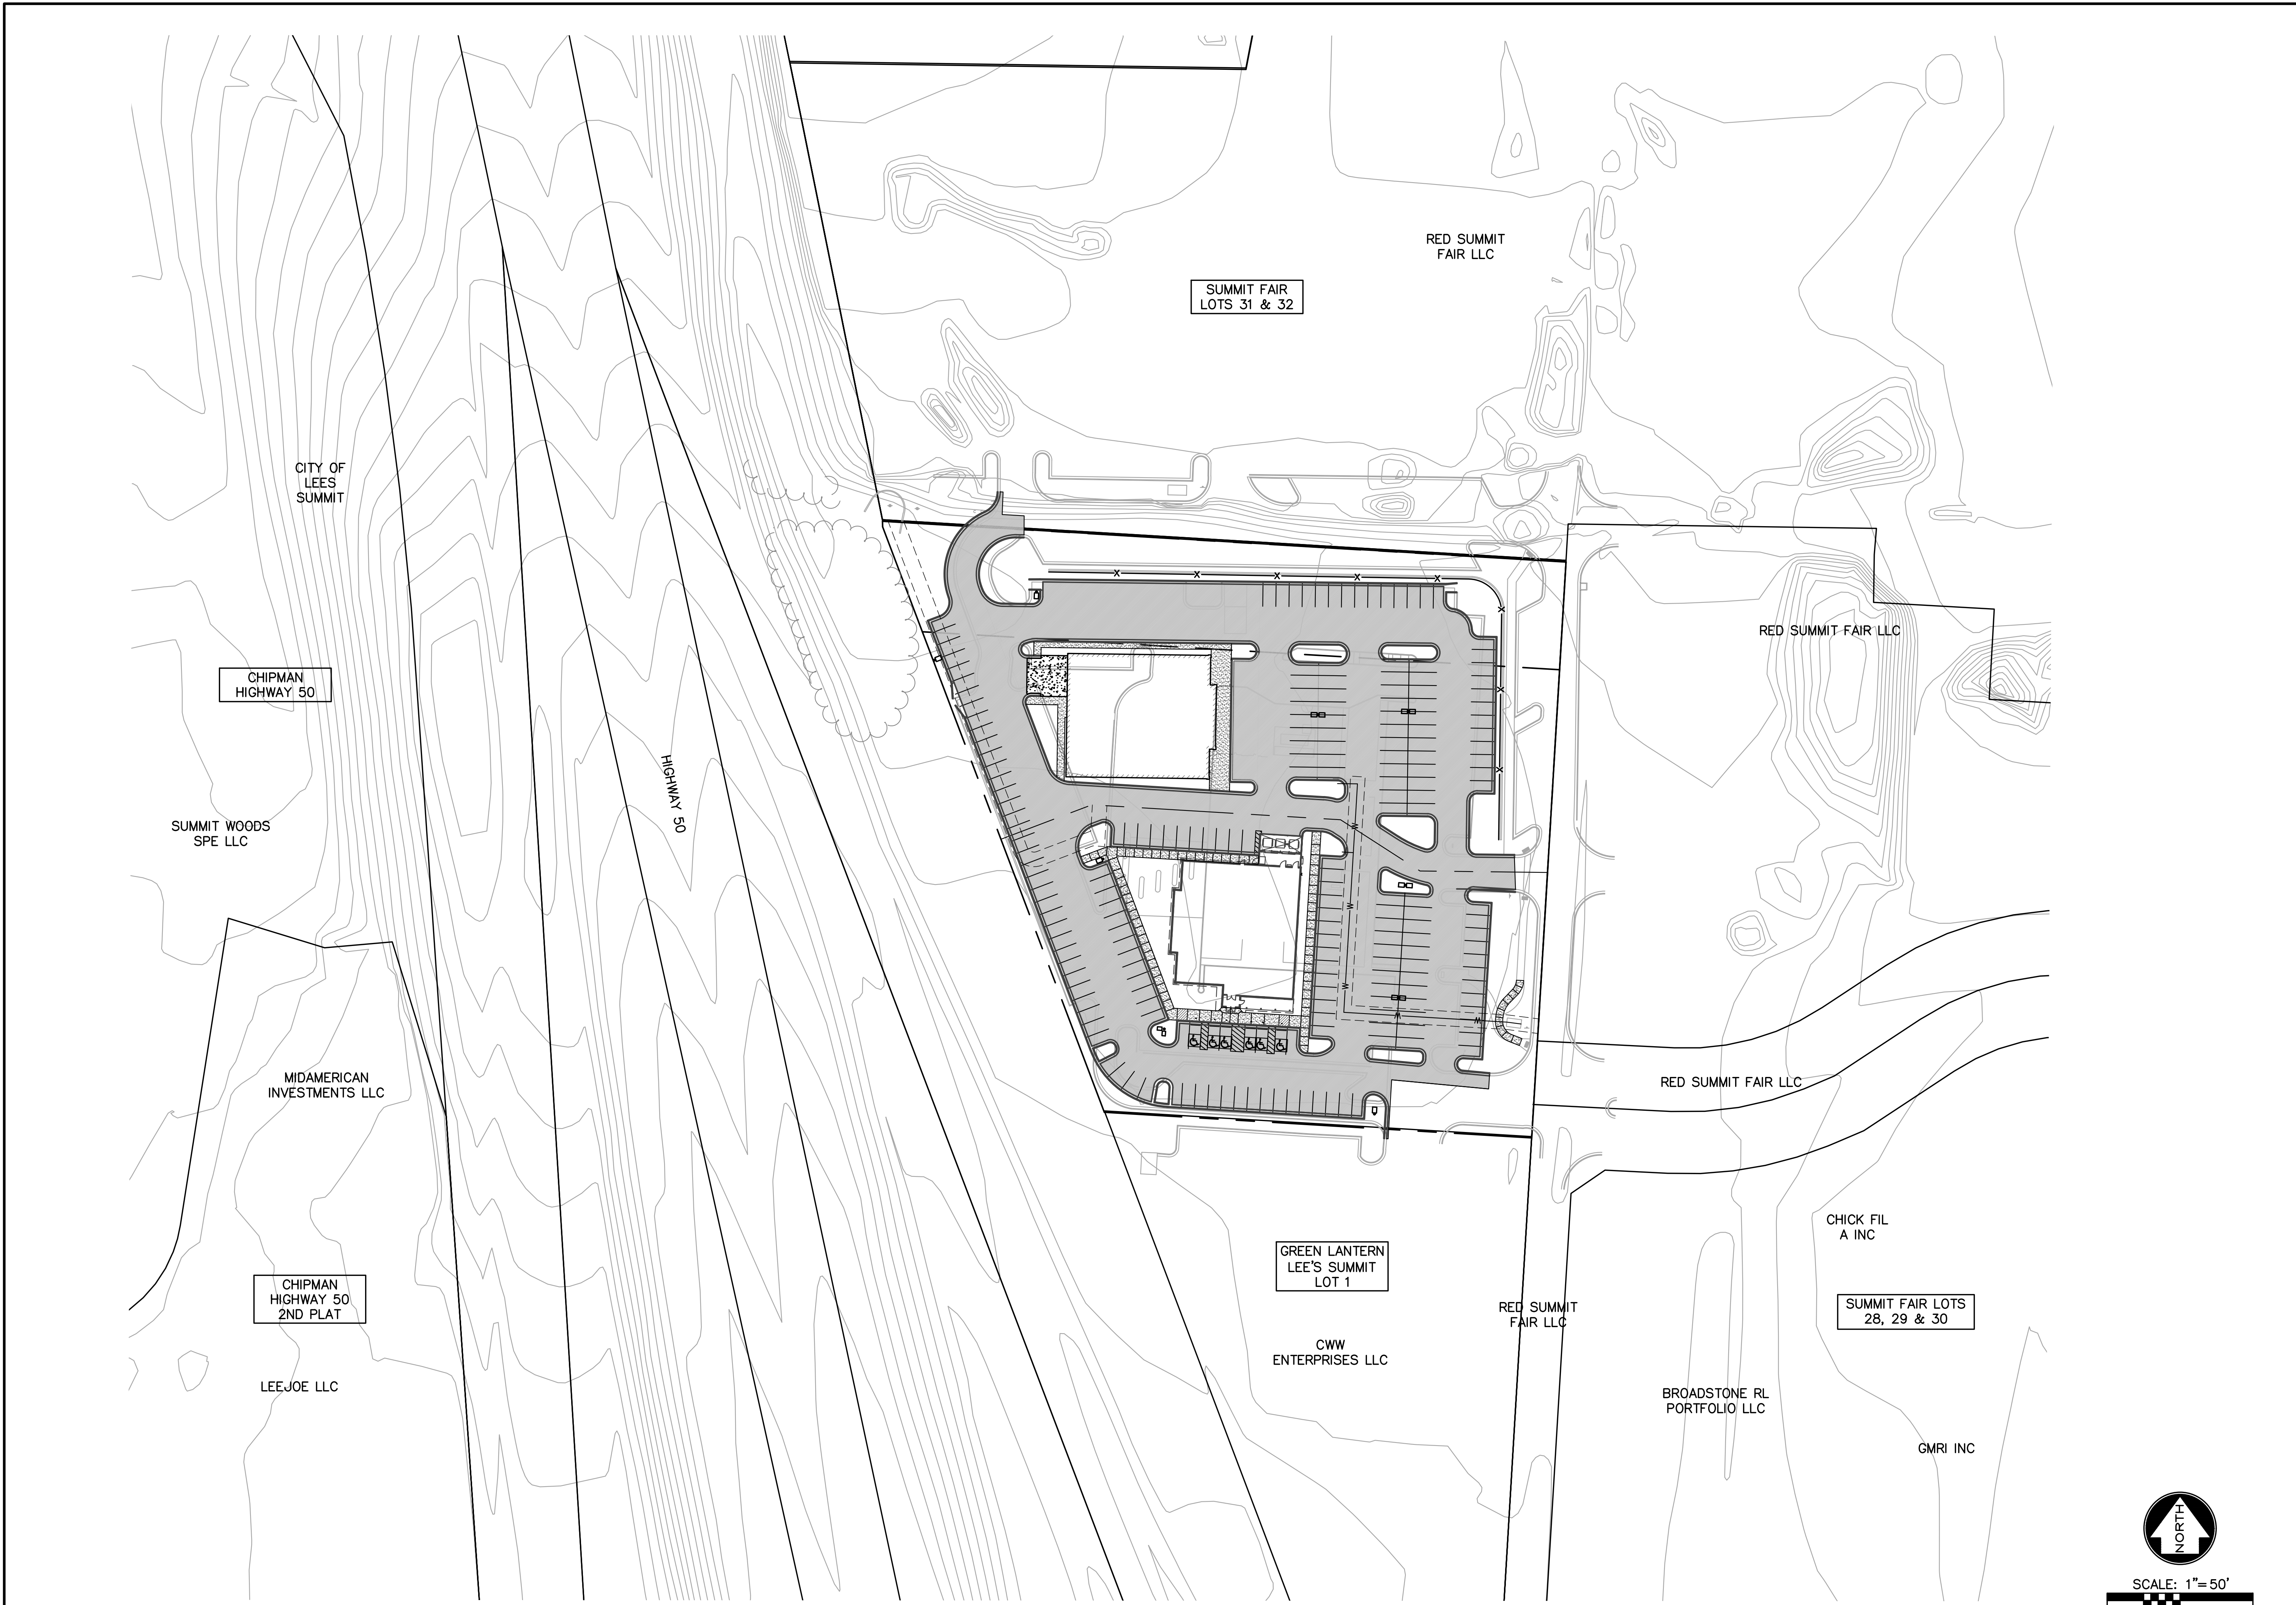 RED SUMMIT
FAIR LLC
SUMMIT FAIR
LOTS 31 & 32
CITY OF
LEES
SUMMIT
RED SUMMIT FAIR LLC
CHIPMAN
HIGHWAY 50
HIGHWAY 50
SUMMIT WOODS
SPE LLC
X
X
X
X
X
X
X
X
W
W
W
W
W
MIDAMERICAN
INVESTMENTS LLC
RED SUMMIT FAIR LLC
CHICK FIL
A INC
GREEN LANTERN
LEE'S SUMMIT
LOT 1
CHIPMAN
HIGHWAY 50
2ND PLAT
RED SUMMIT
FAIR LLC
SUMMIT FAIR LOTS
28, 29 & 30
CWW
ENTERPRISES LLC
LEEJOE LLC
BROADSTONE RL
PORTFOLIO LLC
GMRI INC
NORTH
SCALE: 1"=50'